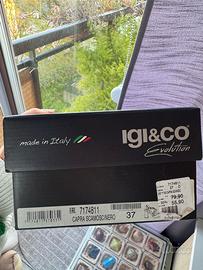 made in Italy
IGI&CO
Evolution
7174811
CAPRA SCAMOSC/NERO
37
79,90
55,90